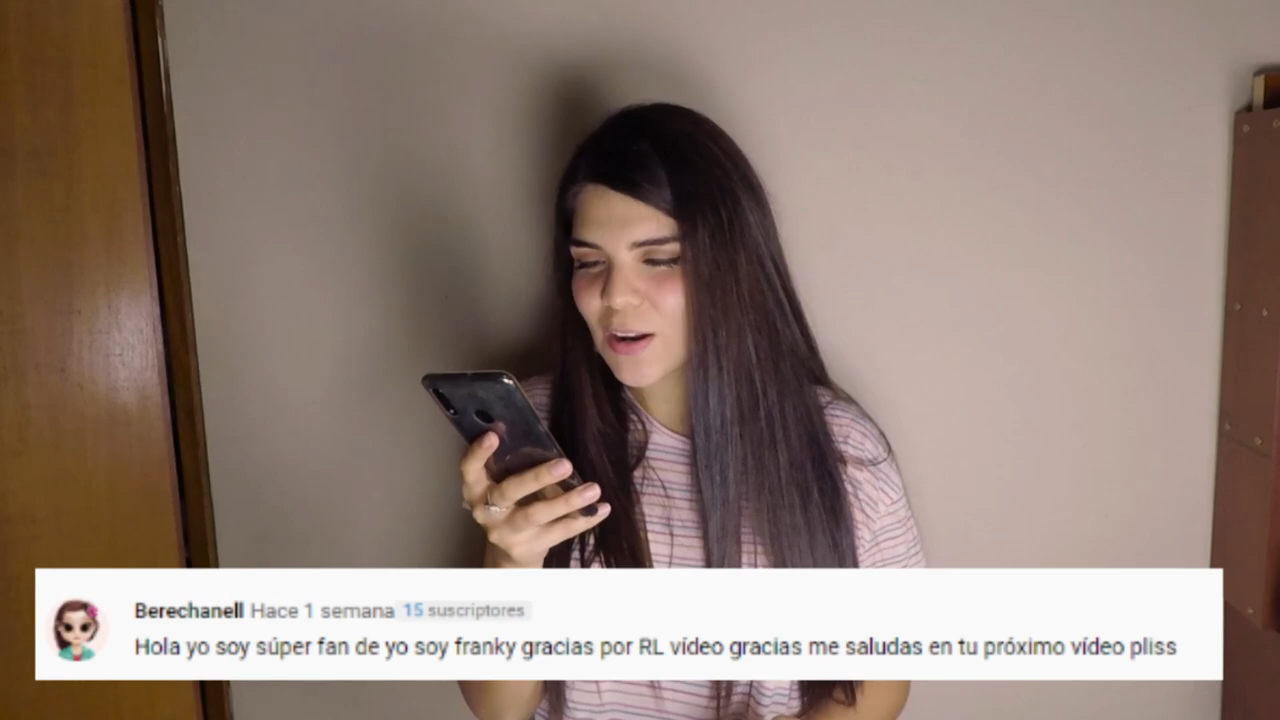 Berechanell Hace 1 semana 15 suscriptores
Hola yo soy súper fan de yo soy franky gracias por RL vídeo gracias me saludas en tu próximo vídeo pliss